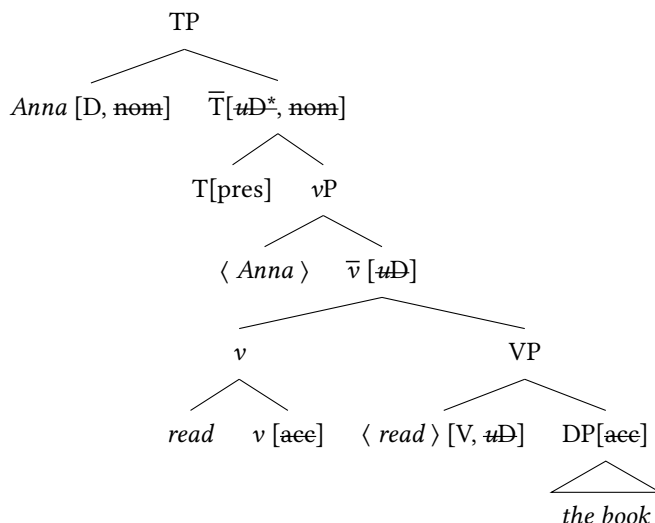 TP
Anna [D, nom] T̅[uD*, nom]
T[pres] vP
⟨ Anna ⟩ v̅ [uD]
v VP
read v [acc] ⟨ read ⟩ [V, uD] DP[acc]
the book